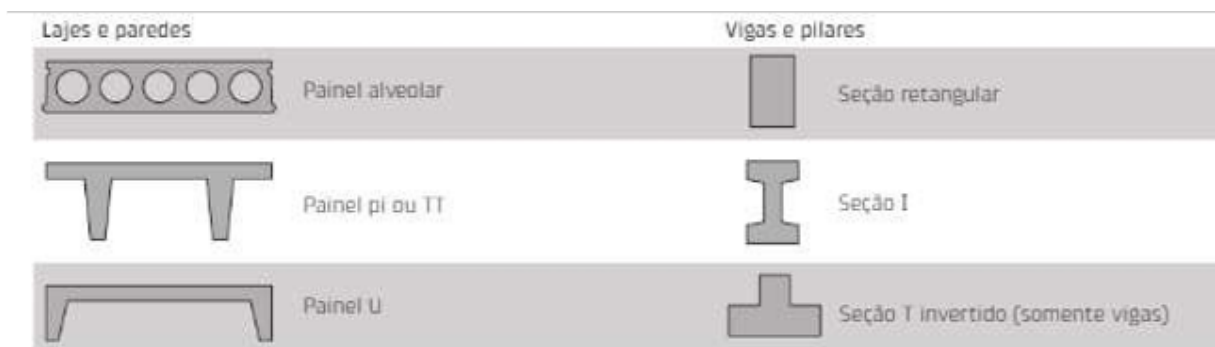 Lajes e paredes
Vigas e pilares
Painel alveolar
Seção retangular
Painel pi ou TT
Seção I
Painel U
Seção T invertido (somente vigas)